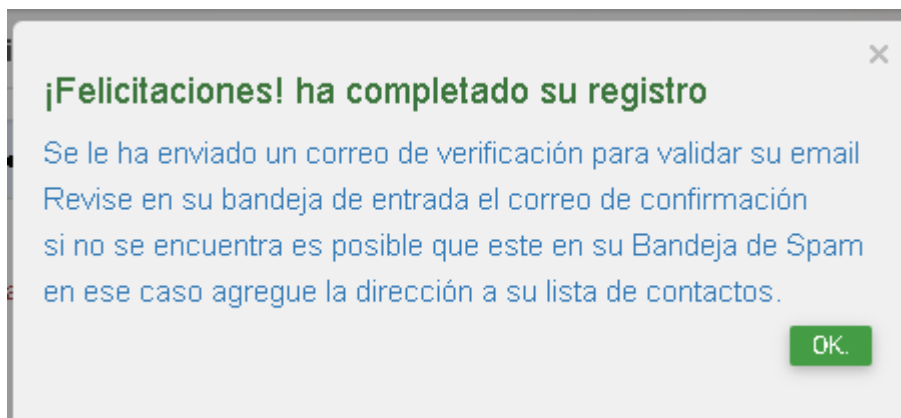 ¡Felicitaciones! ha completado su registro
Se le ha enviado un correo de verificación para validar su email
Revise en su bandeja de entrada el correo de confirmación
si no se encuentra es posible que este en su Bandeja de Spam
en ese caso agregue la dirección a su lista de contactos.
OK.